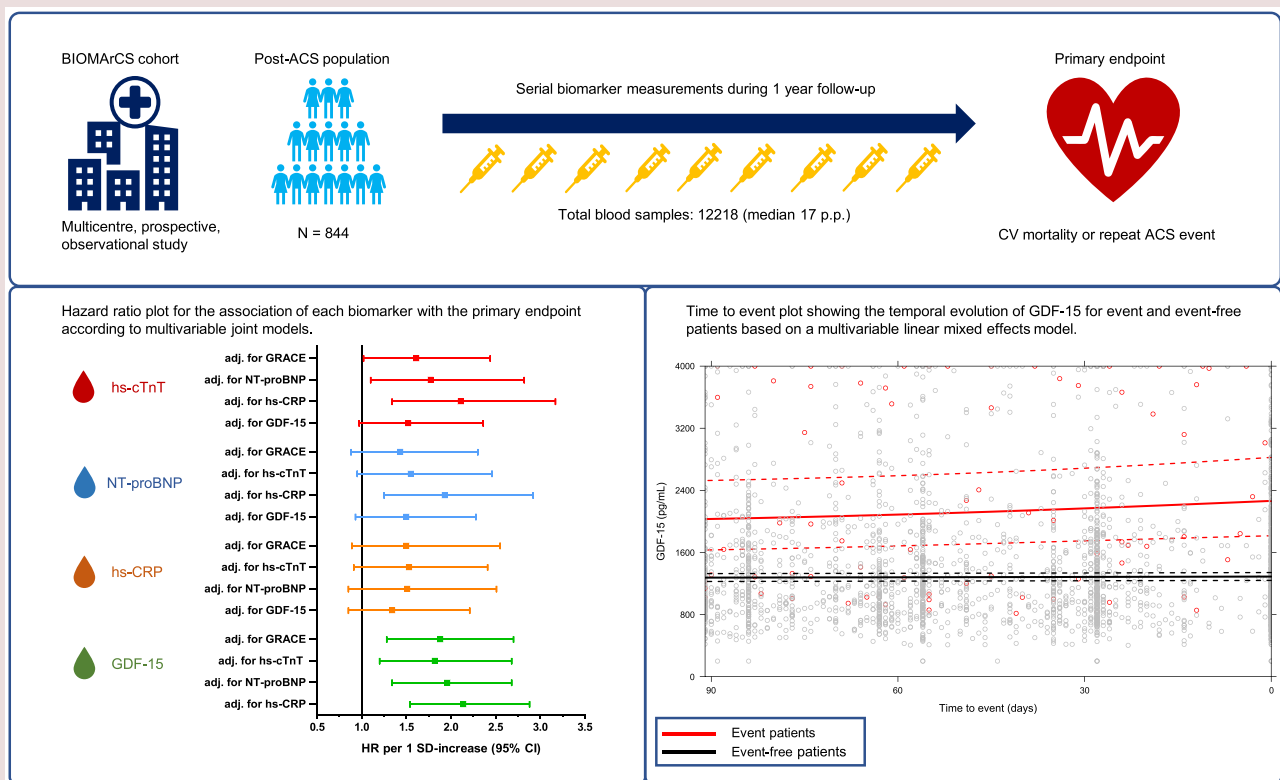 BIOMArCS cohort
Multicentre, prospective,
observational study
Post-ACS population
N = 844
Serial biomarker measurements during 1 year follow-up
Total blood samples: 12218 (median 17 p.p.)
Primary endpoint
CV mortality or repeat ACS event
Hazard ratio plot for the association of each biomarker with the primary endpoint
according to multivariable joint models.
hs-cTnT
adj. for GRACE
adj. for NT-proBNP
adj. for hs-CRP
adj. for GDF-15
NT-proBNP
adj. for GRACE
adj. for hs-cTnT
adj. for hs-CRP
adj. for GDF-15
hs-CRP
adj. for GRACE
adj. for hs-cTnT
adj. for NT-proBNP
adj. for GDF-15
GDF-15
adj. for GRACE
adj. for hs-cTnT
adj. for NT-proBNP
adj. for hs-CRP
0.5 1.0 1.5 2.0 2.5 3.0 3.5
HR per 1 SD-increase (95% CI)
Time to event plot showing the temporal evolution of GDF-15 for event and event-free
patients based on a multivariable linear mixed effects model.
GDF-15 (pg/mL)
4000
3200
2400
1600
800
0
90 60 30 0
Time to event (days)
Event patients
Event-free patients